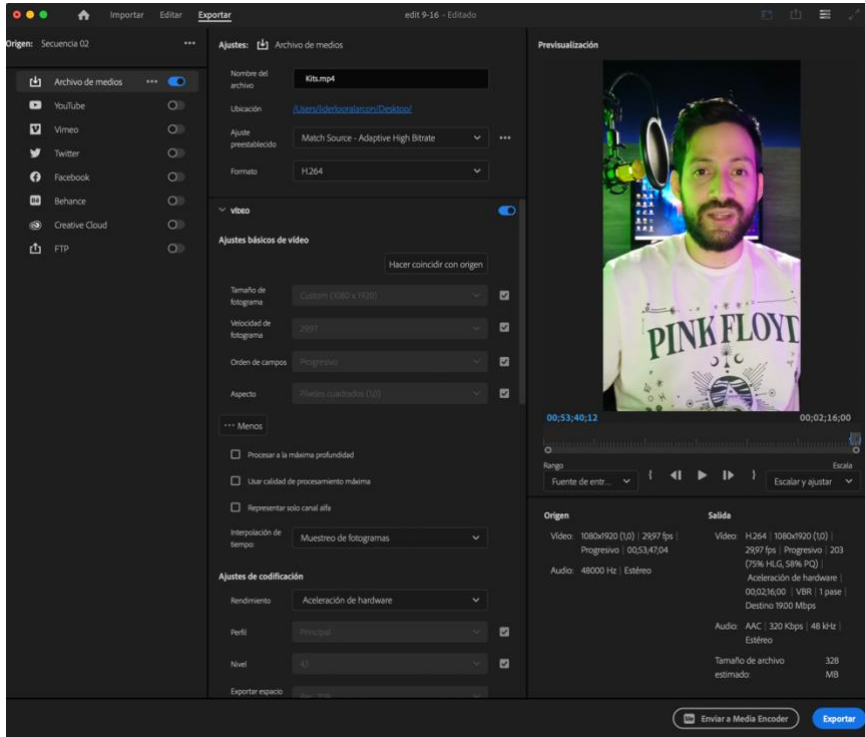 Importar
Editar
Exportar
edit 9-16 - Editado
Origen: Secuencia 02
Archivo de medios
YouTube
Vimeo
Twitter
Facebook
Behance
Creative Cloud
FTP
Ajustes: Archivo de medios
Nombre del
archivo
Kits.mp4
Ubicación
/Users/liderlooralarcon/Desktop/
Ajuste
preestablecido
Match Source - Adaptive High Bitrate
Formato
H.264
VÍDEO
Ajustes básicos de vídeo
Hacer coincidir con origen
Tamaño de
fotograma
Custom (1080 x 1920)
Velocidad de
fotograma
29,97
Orden de campos
Progresivo
Aspecto
Píxeles cuadrados (1,0)
Menos
Procesar a la máxima profundidad
Usar calidad de procesamiento máxima
Representar solo canal alfa
Interpolación de
tiempo:
Muestreo de fotogramas
Ajustes de codificación
Rendimiento
Aceleración de hardware
Perfil
Principal
Nivel
4.1
Exportar espacio
Rec. 709
Previsualización
PINK FLOYD
00;53;40;12
00;02;16;00
Rango
Escala
Fuente de entr...
Escalar y ajustar
Origen
Vídeo: 1080x1920 (1,0) | 29,97 fps |
Progresivo | 00;53;47;04
Audio: 48000 Hz | Estéreo
Salida
Vídeo: H.264 | 1080x1920 (1,0) |
29,97 fps | Progresivo | 203
(75% HLG, 58% PQ) |
Aceleración de hardware |
00;02;16;00 | VBR | 1 pase |
Destino 19.00 Mbps
Audio: AAC | 320 Kbps | 48 kHz |
Estéreo
Tamaño de archivo 328
estimado: MB
Enviar a Media Encoder
Exportar